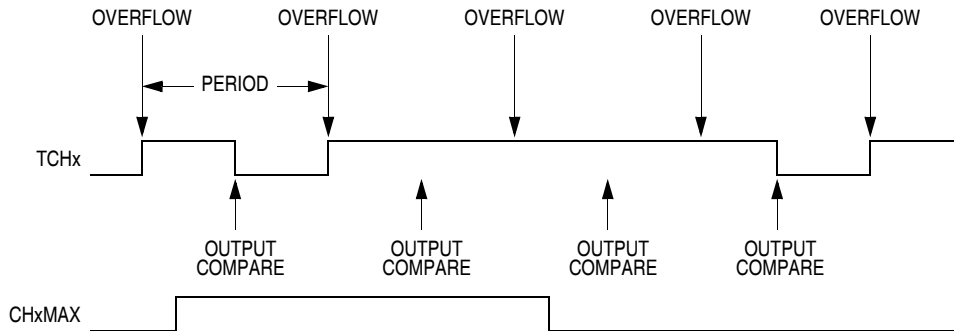 OVERFLOW OVERFLOW OVERFLOW OVERFLOW OVERFLOW
PERIOD
TCHx
OUTPUT COMPARE
OUTPUT COMPARE
OUTPUT COMPARE
OUTPUT COMPARE
CHxMAX